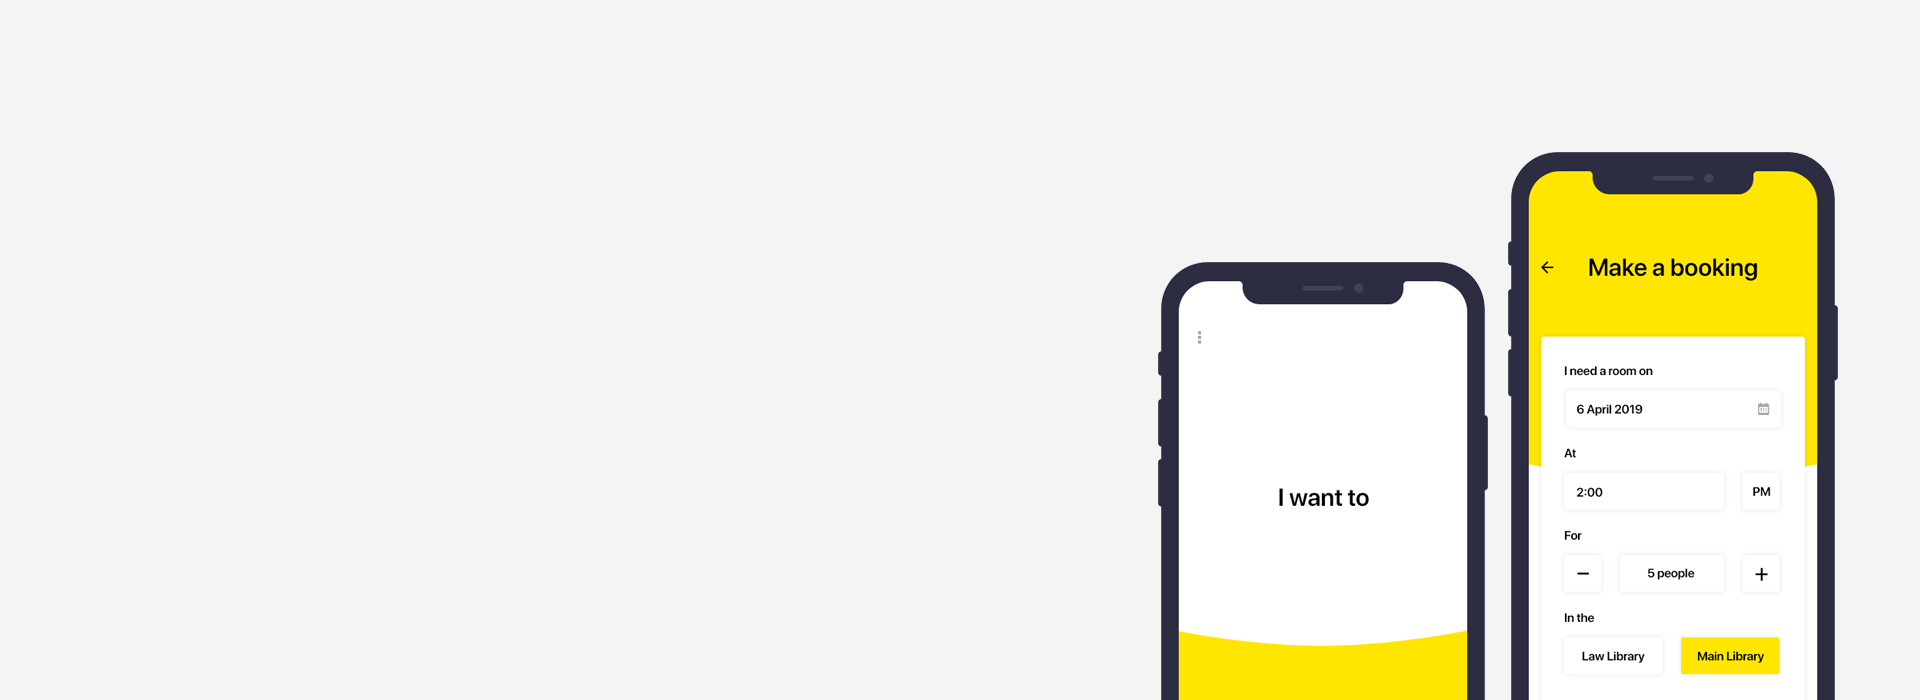 I want to
Make a booking
I need a room on
6 April 2019
At
2:00
PM
For
5 people
In the
Law Library
Main Library